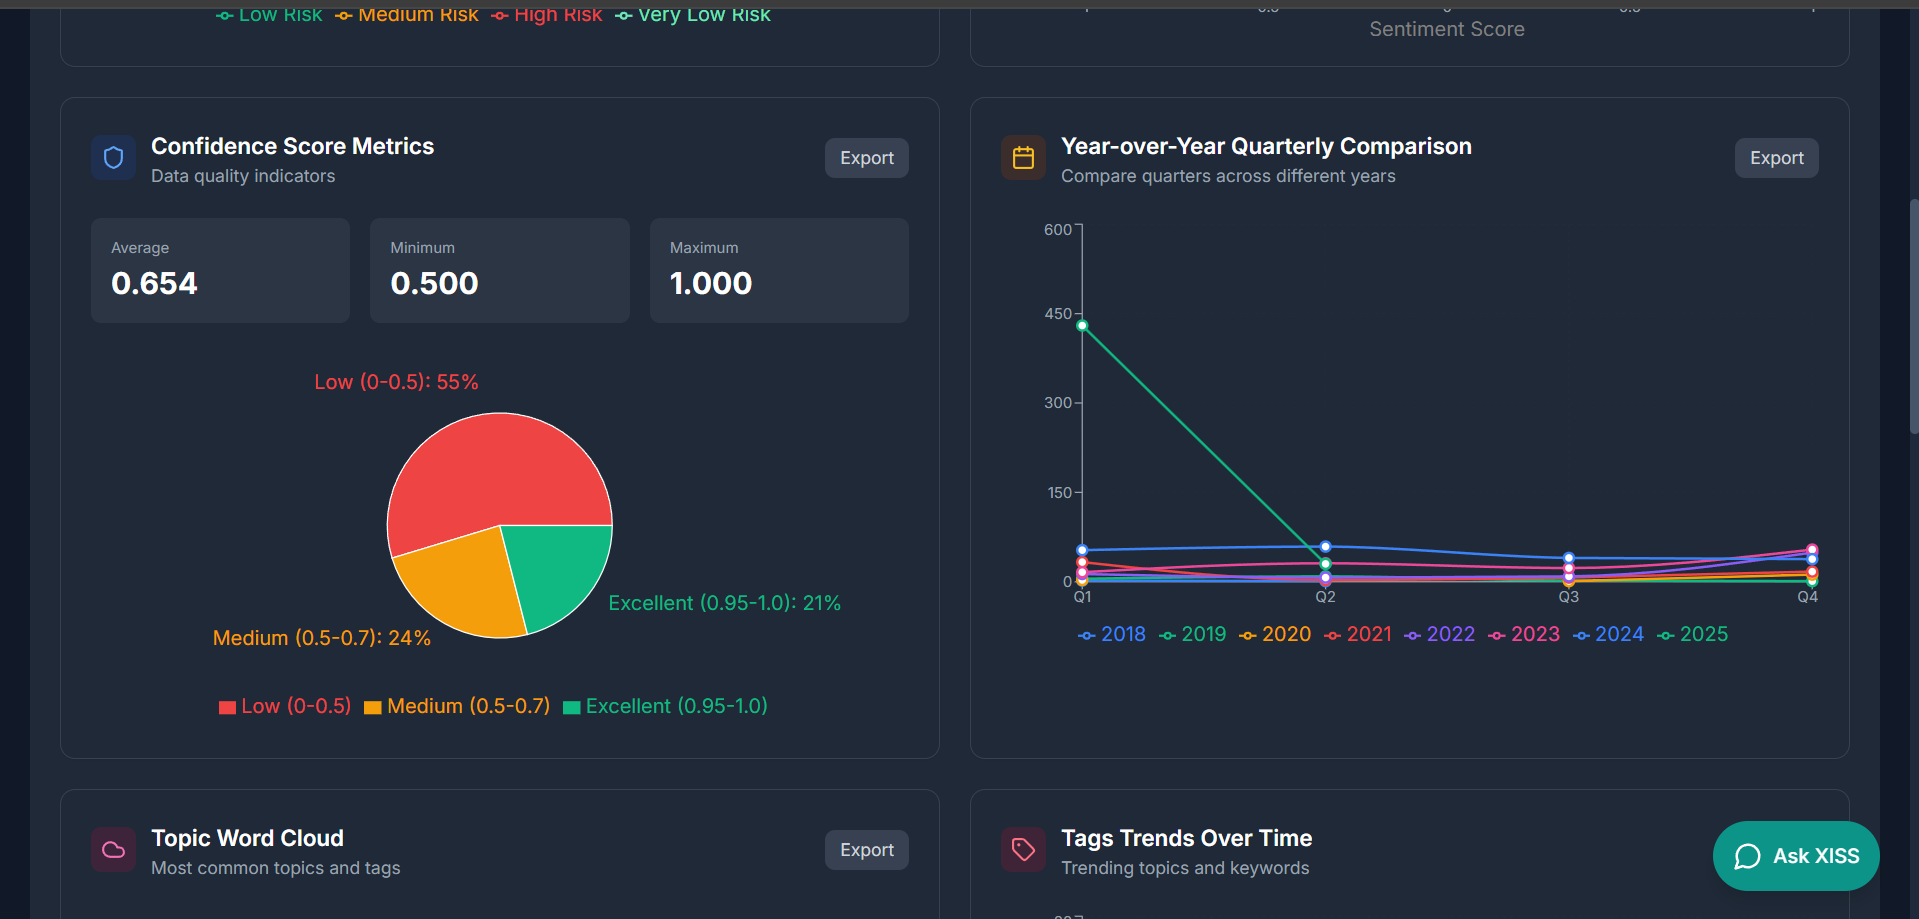 Low Risk Medium Risk High Risk Very Low Risk
Sentiment Score
Confidence Score Metrics
Data quality indicators
Export
Average
0.654
Minimum
0.500
Maximum
1.000
Low (0-0.5): 55%
Excellent (0.95-1.0): 21%
Medium (0.5-0.7): 24%
Low (0-0.5) Medium (0.5-0.7) Excellent (0.95-1.0)
Year-over-Year Quarterly Comparison
Compare quarters across different years
Export
600
450
300
150
0
Q1 Q2 Q3 Q4
2018 2019 2020 2021 2022 2023 2024 2025
Topic Word Cloud
Most common topics and tags
Export
Tags Trends Over Time
Trending topics and keywords
Ask XISS